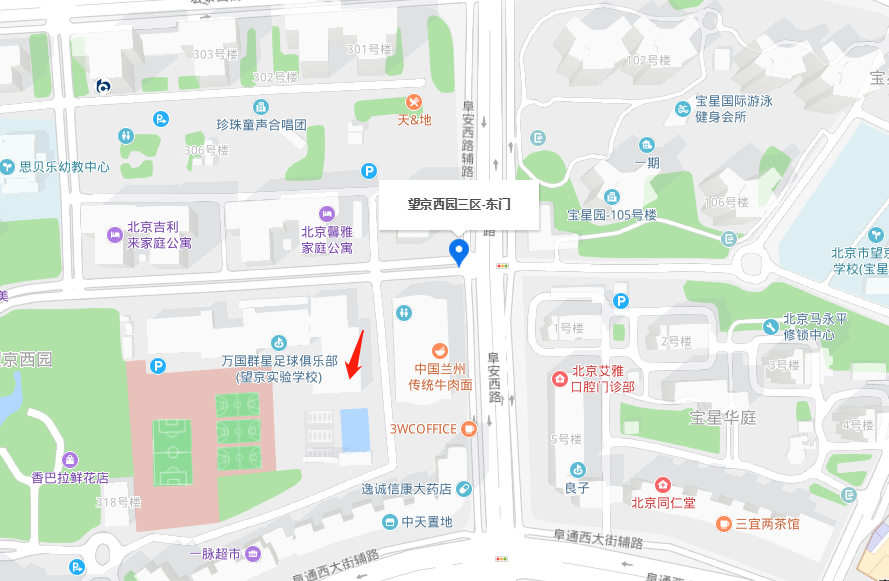 303号楼
301号楼
302号楼
102号楼
珍珠童声合唱团
天&地
阜安西路辅路
宝星国际游泳
健身会所
306号楼
思贝乐幼教中心
一期
望京西园三区-东门
宝星园-105号楼
106号楼
北京吉利
来家庭公寓
北京馨雅
家庭公寓
路
北京市望京
学校(宝星
美
1号楼
2号楼
北京马永平
修锁中心
京西园
万国群星足球俱乐部
(望京实验学校)
中国兰州
传统牛肉面
阜安西路
北京艾雅
口腔门诊部
3号楼
宝星华庭
4号楼
3WCOFFICE
5号楼
香巴拉鲜花店
318号楼
逸诚信康大药店
良子
北京同仁堂
中天置地
三宜两茶馆
一脉超市
阜通西大街辅路
阜通西大街辅路